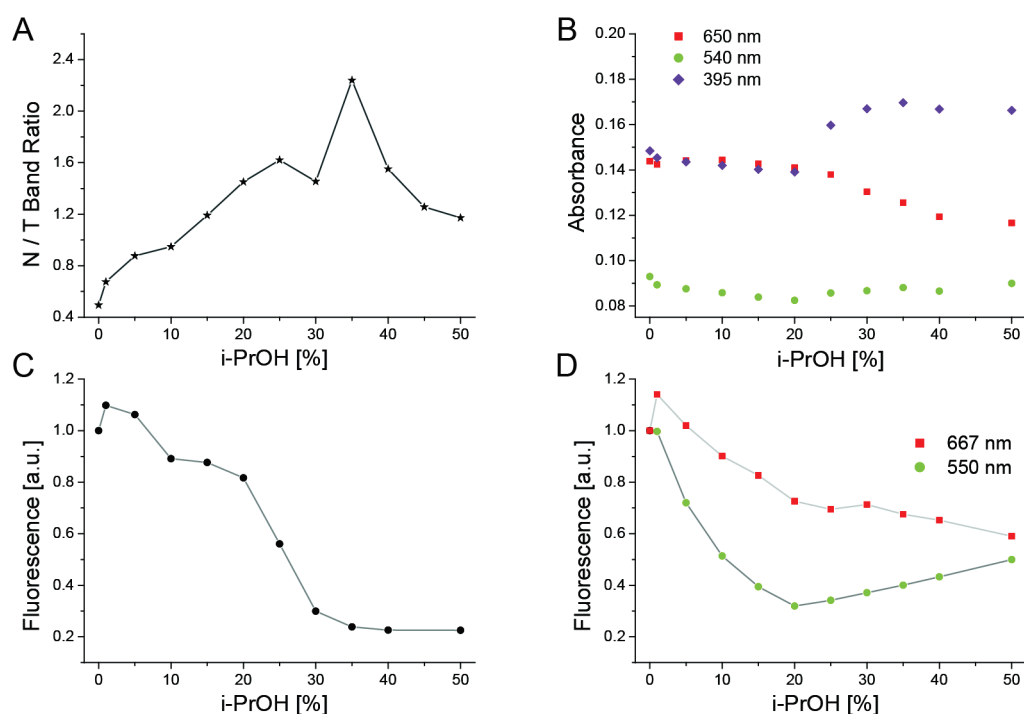 A
N / T Band Ratio
2.4
2.0
1.6
1.2
0.8
0.4
0 10 20 30 40 50
i-PrOH [%]
B
650 nm
540 nm
395 nm
Absorbance
0.20
0.18
0.16
0.14
0.12
0.10
0.08
0 10 20 30 40 50
i-PrOH [%]
C
Fluorescence [a.u.]
1.2
1.0
0.8
0.6
0.4
0.2
0 10 20 30 40 50
i-PrOH [%]
D
667 nm
550 nm
Fluorescence [a.u.]
1.2
1.0
0.8
0.6
0.4
0.2
0 10 20 30 40 50
i-PrOH [%]